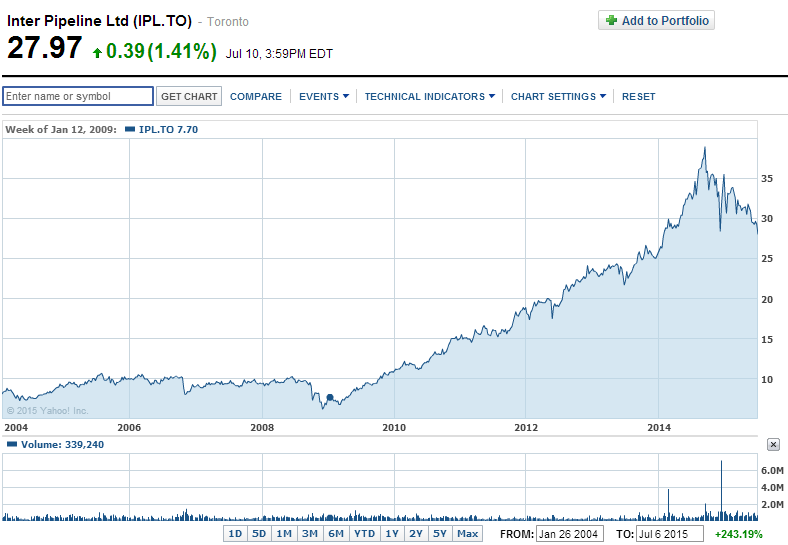 Inter Pipeline Ltd (IPL.TO) - Toronto
Add to Portfolio
27.97 0.39(1.41%) Jul 10, 3:59PM EDT
Enter name or symbol GET CHART COMPARE EVENTS TECHNICAL INDICATORS CHART SETTINGS RESET
Week of Jan 12, 2009: IPL.TO 7.70
35
30
25
20
15
10
© 2015 Yahoo! Inc.
2004 2006 2008 2010 2012 2014
Volume: 339,240
x
6.0M
4.0M
2.0M
1D 5D 1M 3M 6M YTD 1Y 2Y 5Y Max FROM: Jan 26 2004 TO: Jul 6 2015 +243.19%